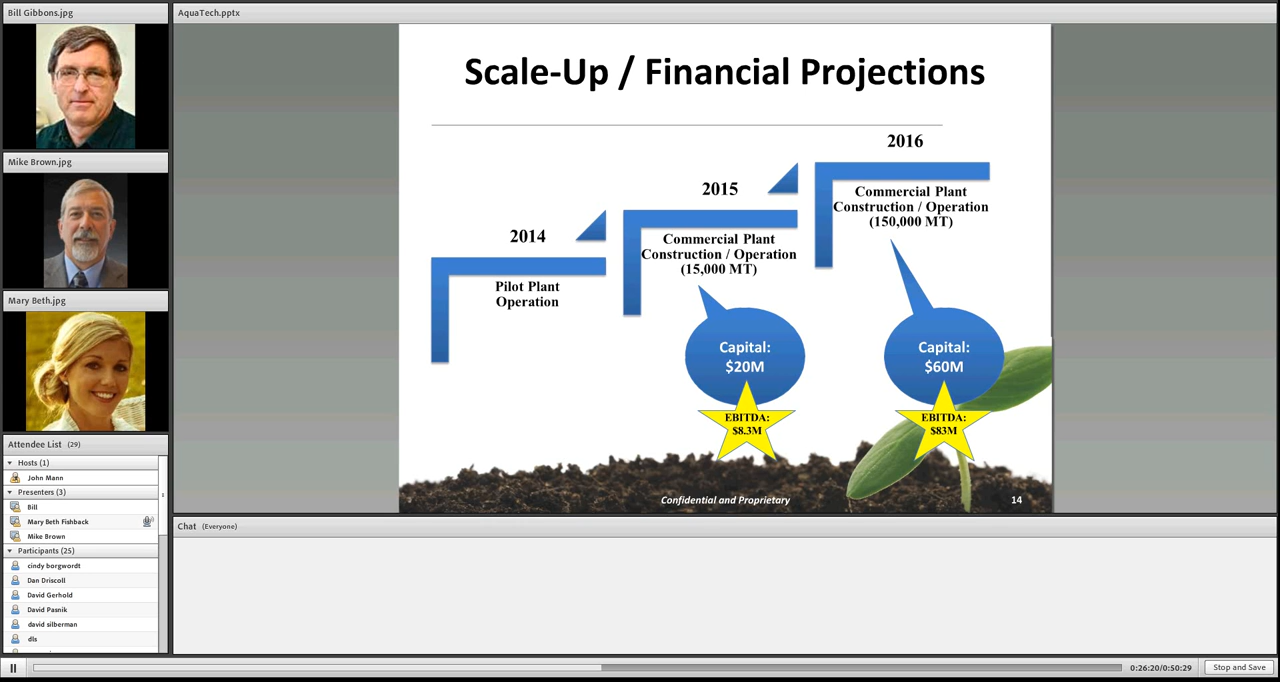 Bill Gibbons.jpg
Mike Brown.jpg
Mary Beth.jpg
Attendee List (29)
Hosts (1)
John Mann
Presenters (3)
Bill
Mary Beth Fishback
Mike Brown
Participants (25)
cindy borgwordt
Dan Driscoll
David Gerhold
David Pasnik
david silberman
dls
AquaTech.pptx
Scale-Up / Financial Projections
2014
Pilot Plant
Operation
2015
Commercial Plant
Construction / Operation
(15,000 MT)
Capital:
$20M
EBITDA:
$8.3M
2016
Commercial Plant
Construction / Operation
(150,000 MT)
Capital:
$60M
EBITDA:
$83M
Confidential and Proprietary
14
Chat (Everyone)
0:26:20/0:50:29
Stop and Save